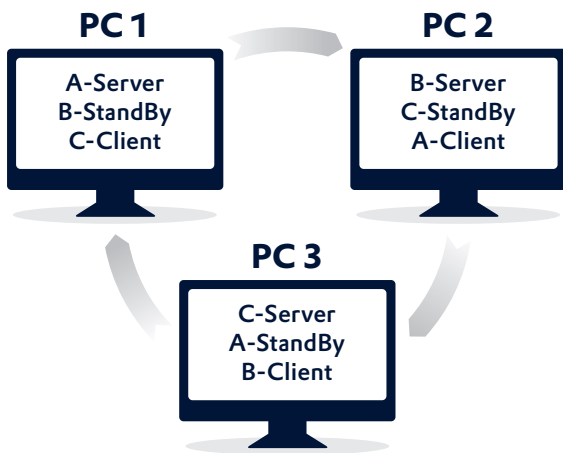 PC 1
A-Server
B-StandBy
C-Client
PC 2
B-Server
C-StandBy
A-Client
PC 3
C-Server
A-StandBy
B-Client